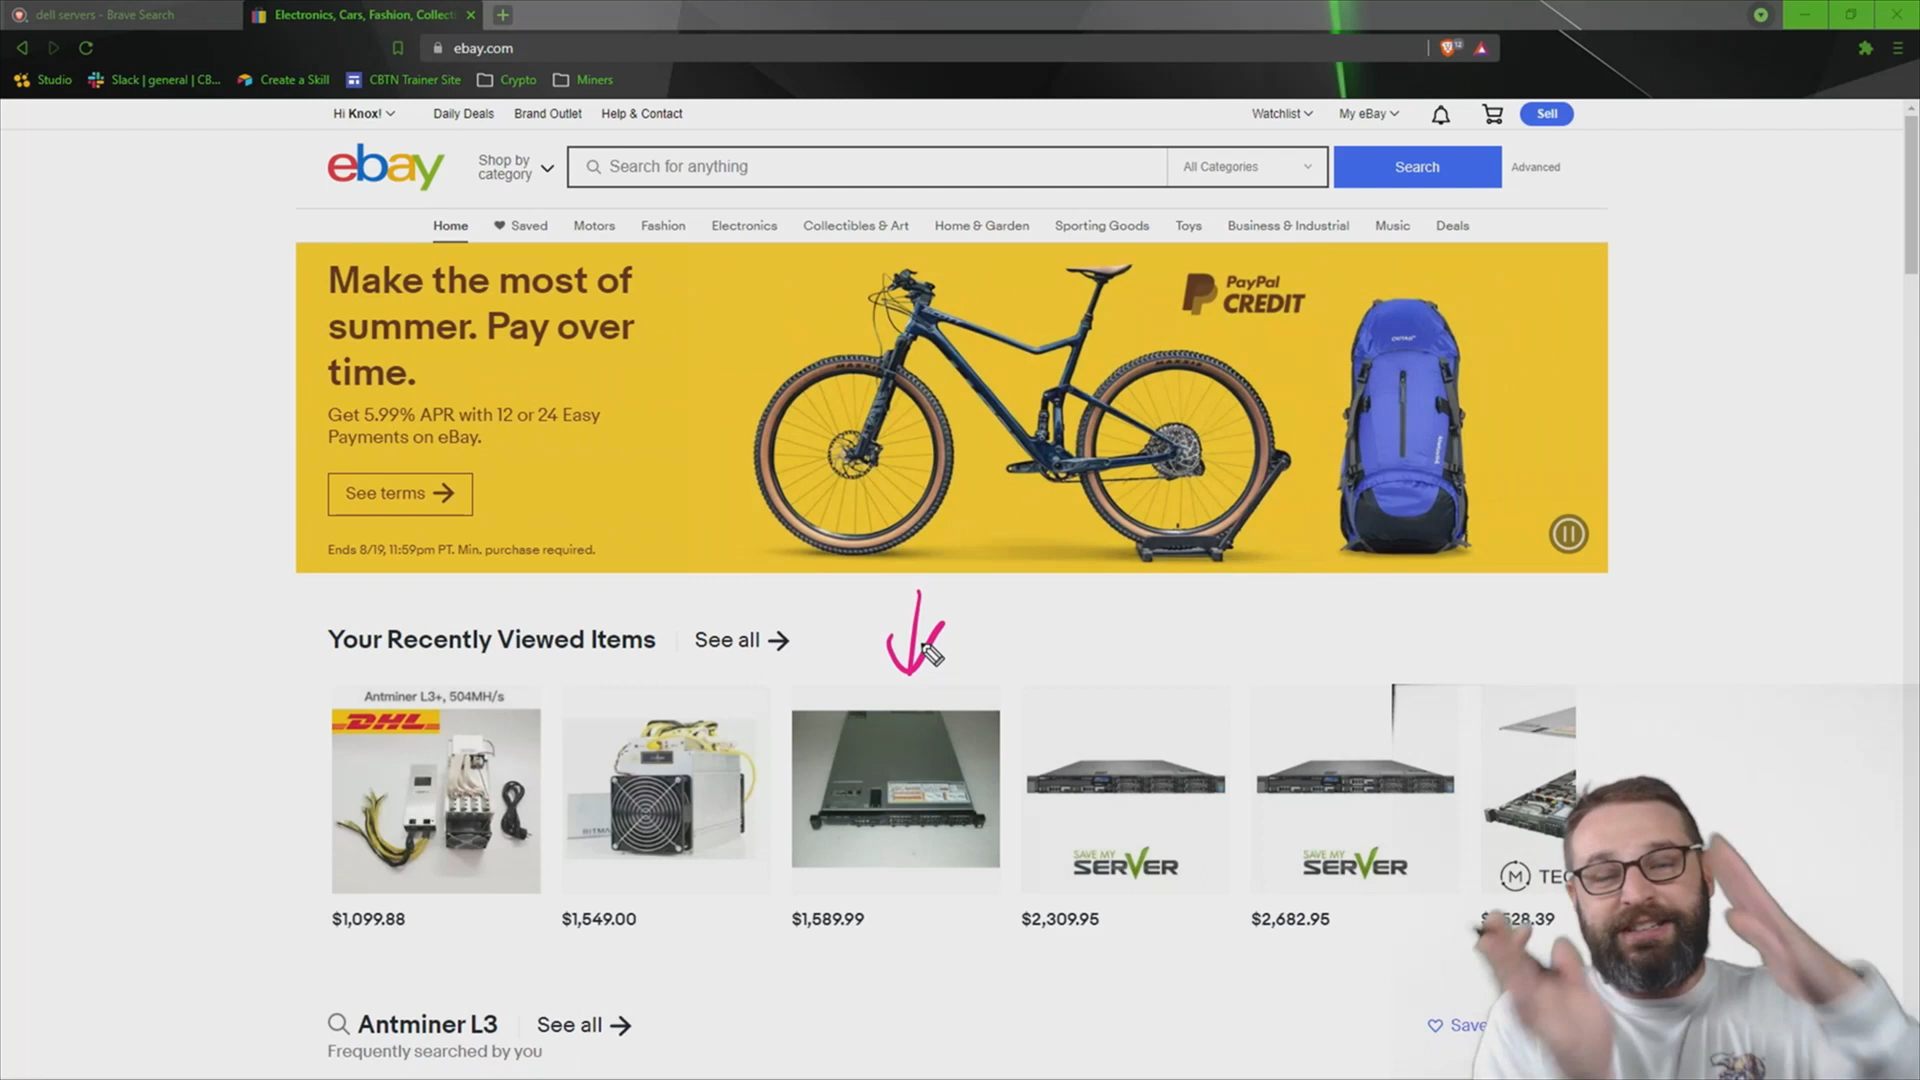 dell servers - Brave Search
Electronics, Cars, Fashion, Collecti
ebay.com
12
Studio
Slack | general | CB...
Create a Skill
CBTN Trainer Site
Crypto
Miners
Hi Knox!
Daily Deals
Brand Outlet
Help & Contact
Watchlist
My eBay
Sell
ebay
Shop by
category
Search for anything
All Categories
Search
Advanced
Home
Saved
Motors
Fashion
Electronics
Collectibles & Art
Home & Garden
Sporting Goods
Toys
Business & Industrial
Music
Deals
Make the most of
summer. Pay over
time.
PayPal
CREDIT
Get 5.99% APR with 12 or 24 Easy
Payments on eBay.
See terms
Ends 8/19, 11:59pm PT. Min. purchase required.
Your Recently Viewed Items
See all
Antminer L3+, 504MH/s
DHL
SAVE MY
SERVER
SAVE MY
SERVER
M TEC
$1,099.88
$1,549.00
$1,589.99
$2,309.95
$2,682.95
528.39
Antminer L3
See all
Save
Frequently searched by you